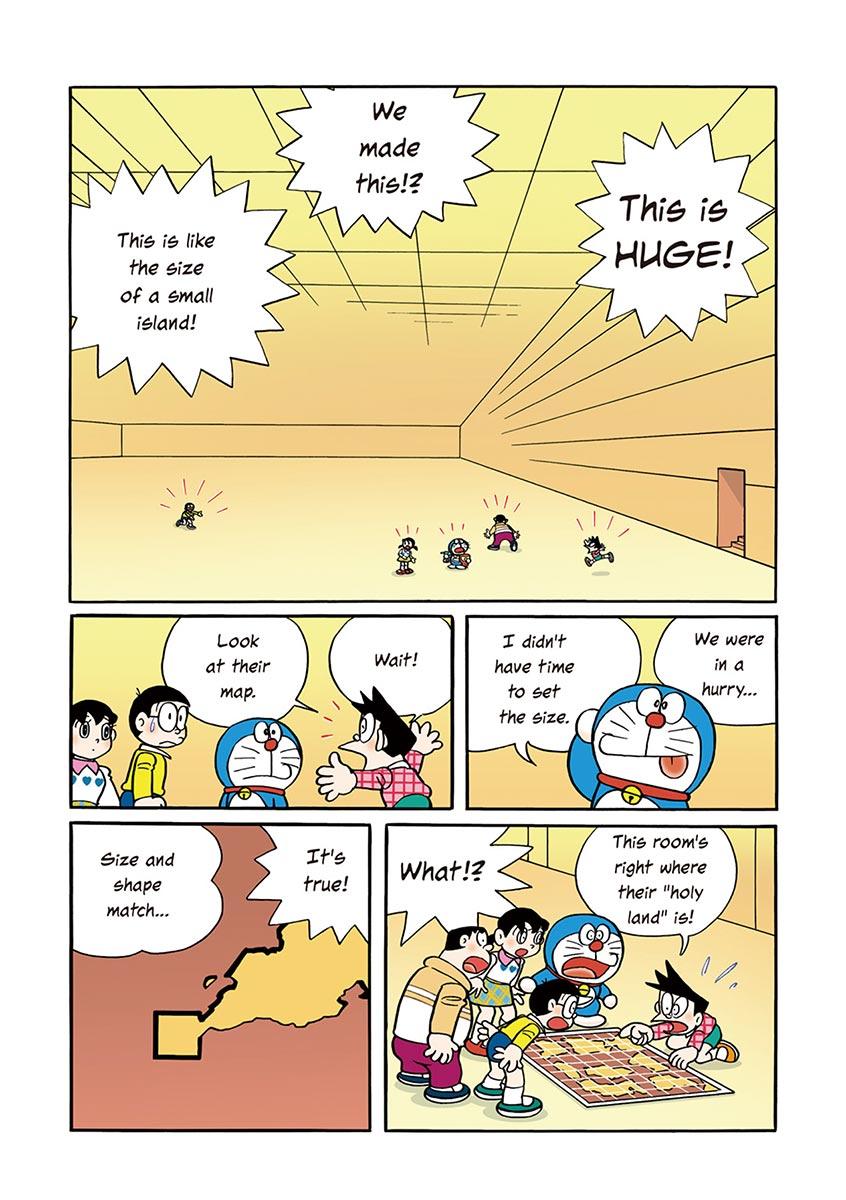 This is
HUGE!
We
made
this!?
This is like
the size
of a small
island!
We were
in a
hurry...
I didn't
have time
to set
the size.
Wait!
Look
at their
map.
This room's
right where
their "holy
land" is!
What!?
It's
true!
Size and
shape
match...